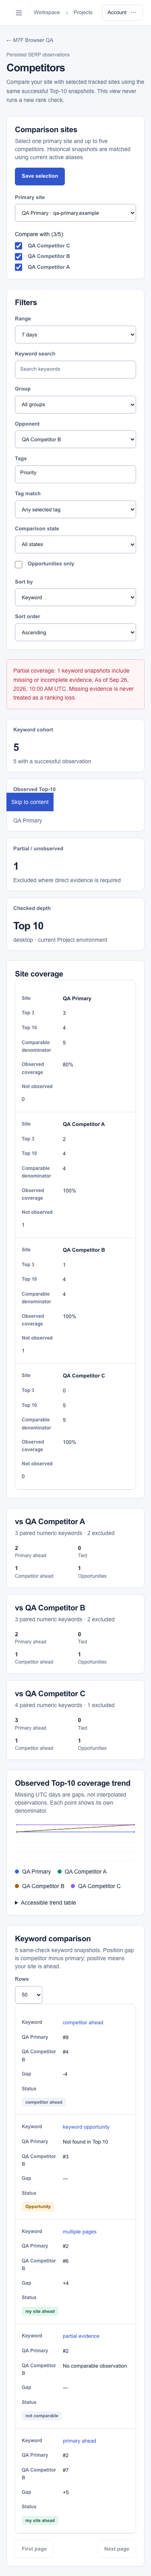 Workspace › Projects
Account ···
← M7F Browser QA
Persisted SERP observations
Competitors
Compare your site with selected tracked sites using the
same successful Top-10 snapshots. This view never
runs a new rank check.
Comparison sites
Select one primary site and up to five
competitors. Historical snapshots are matched
using current active aliases.
Save selection
Primary site
QA Primary · qa-primary.example
Compare with (3/5)
QA Competitor C
QA Competitor B
QA Competitor A
Filters
Range
7 days
Keyword search
Search keywords
Group
All groups
Opponent
QA Competitor B
Tags
Priority
Tag match
Any selected tag
Comparison state
All states
Opportunities only
Sort by
Keyword
Sort order
Ascending
Partial coverage: 1 keyword snapshots include
missing or incomplete evidence. As of Sep 26,
2026, 10:00 AM UTC. Missing evidence is never
treated as a ranking loss.
Keyword cohort
5
5 with a successful observation
Observed Top-10
Skip to content
QA Primary
Partial / unobserved
1
Excluded where direct evidence is required
Checked depth
Top 10
desktop · current Project environment
Site coverage
Site QA Primary
Top 3 3
Top 10 4
Comparable
denominator 5
Observed
coverage 80%
Not observed
0
Site QA Competitor A
Top 3 2
Top 10 4
Comparable
denominator 4
Observed
coverage 100%
Not observed
1
Site QA Competitor B
Top 3 1
Top 10 4
Comparable
denominator 4
Observed
coverage 100%
Not observed
1
Site QA Competitor C
Top 3 0
Top 10 5
Comparable
denominator 5
Observed
coverage 100%
Not observed
0
vs QA Competitor A
3 paired numeric keywords · 2 excluded
2 0
Primary ahead Tied
1 1
Competitor ahead Opportunities
vs QA Competitor B
3 paired numeric keywords · 2 excluded
2 0
Primary ahead Tied
1 1
Competitor ahead Opportunities
vs QA Competitor C
4 paired numeric keywords · 1 excluded
3 0
Primary ahead Tied
1 1
Competitor ahead Opportunities
Observed Top-10 coverage trend
Missing UTC days are gaps, not interpolated
observations. Each point shows its own
denominator.
QA Primary QA Competitor A
QA Competitor B QA Competitor C
▶ Accessible trend table
Keyword comparison
5 same-check keyword snapshots. Position gap
is competitor minus primary; positive means
your site is ahead.
Rows
50
Keyword competitor ahead
QA Primary #8
QA Competitor
B #4
Gap -4
Status
competitor ahead
Keyword keyword opportunity
QA Primary Not found in Top 10
QA Competitor
B #3
Gap —
Status
Opportunity
Keyword multiple pages
QA Primary #2
QA Competitor
B #6
Gap +4
Status
my site ahead
Keyword partial evidence
QA Primary #2
QA Competitor
B No comparable observation
Gap —
Status
not comparable
Keyword primary ahead
QA Primary #2
QA Competitor
B #7
Gap +5
Status
my site ahead
First page Next page